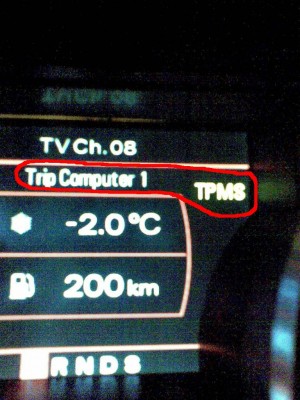 TV Ch. 08
Trip Computer 1
TPMS
-2.0°C
200 km
R N D S